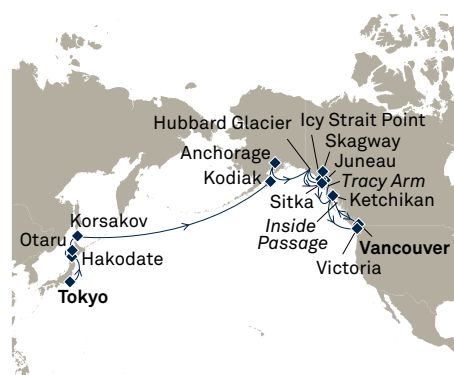 Hubbard Glacier
Icy Strait Point
Skagway
Anchorage
Juneau
Kodiak
Tracy Arm
Sitka
Ketchikan
Inside
Passage
Korsakov
Otaru
Vancouver
Hakodate
Victoria
Tokyo